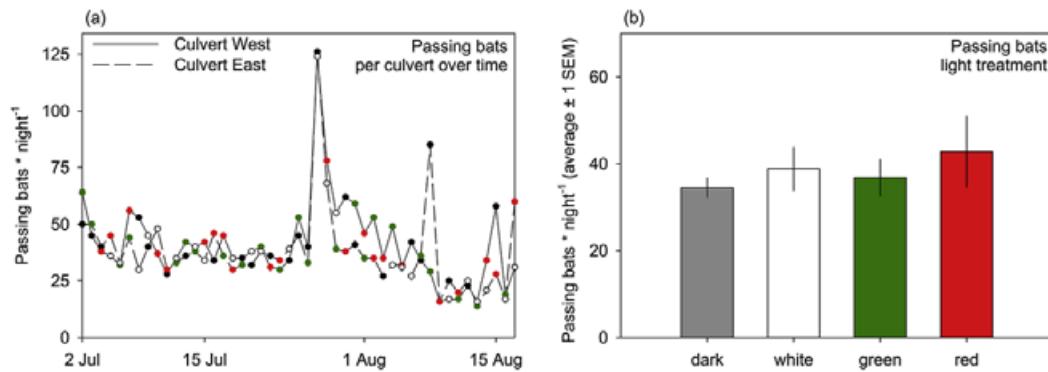 (a)
Culvert West
Culvert East
Passing bats
per culvert over time
Passing bats * night⁻¹
125
100
75
50
25
0
2 Jul
15 Jul
1 Aug
15 Aug
(b)
Passing bats
light treatment
Passing bats * night⁻¹ (average ± 1 SEM)
60
40
20
0
dark
white
green
red